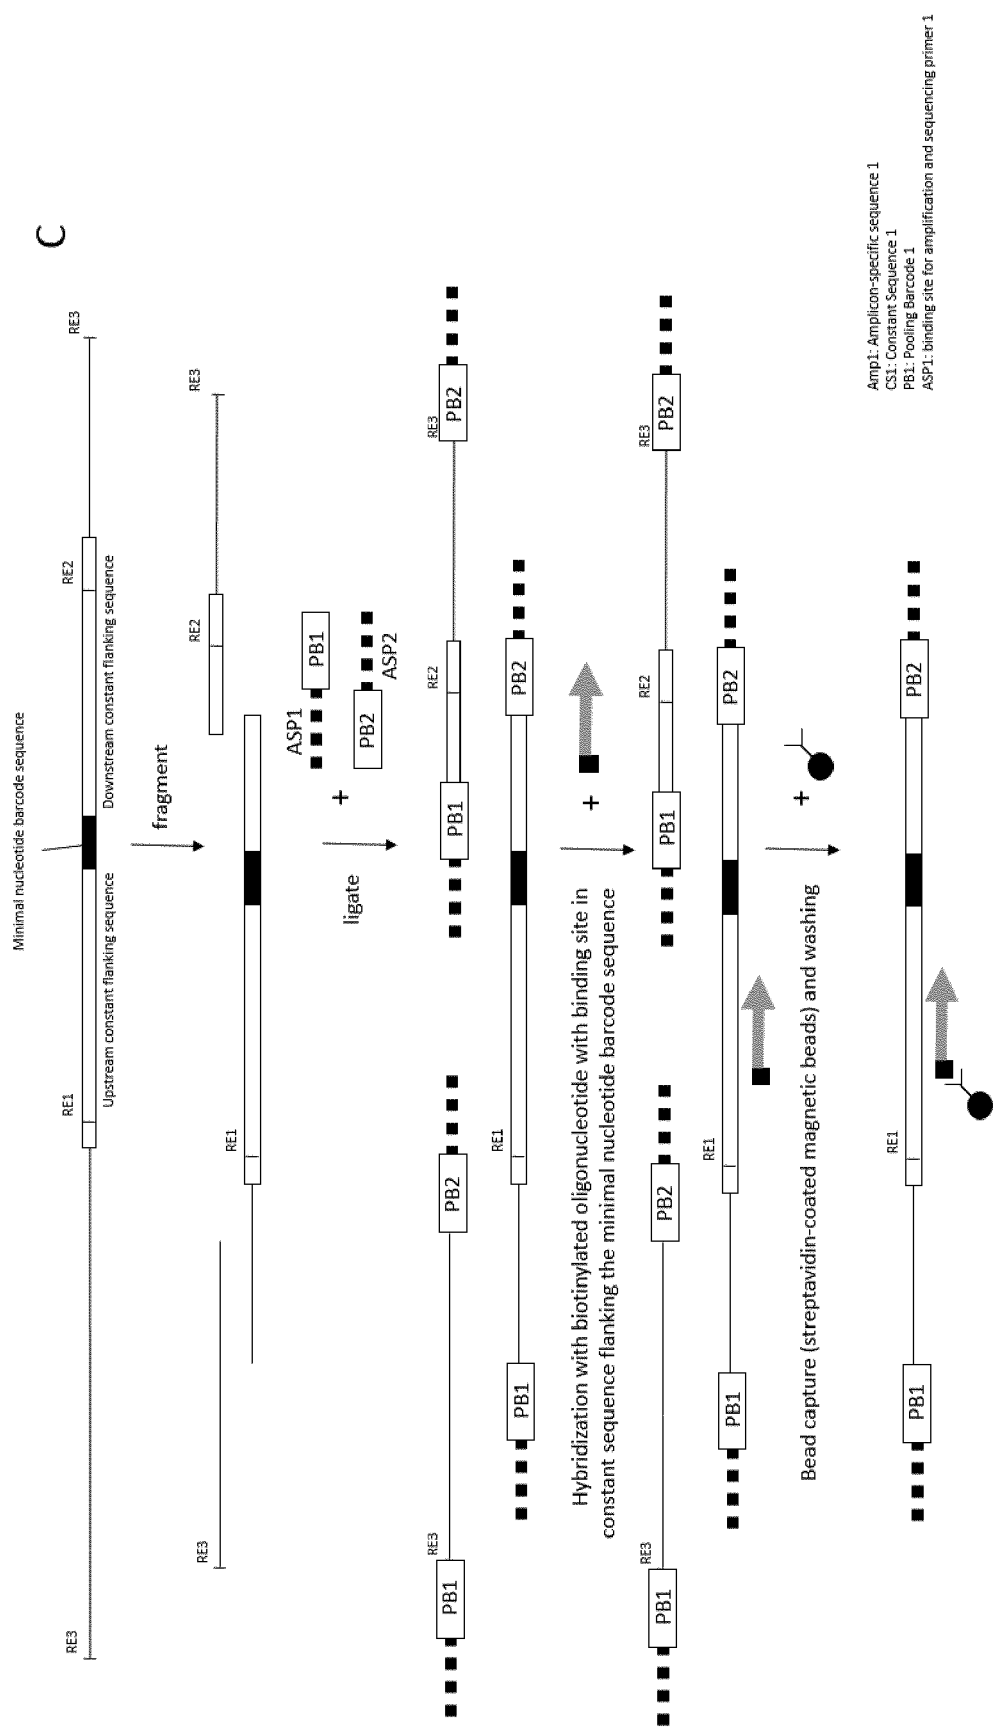 C
Minimal nucleotide barcode sequence
RE3
RE1
RE2
RE3
Upstream constant flanking sequence
Downstream constant flanking sequence
fragment
RE3
RE2
RE3
RE1
ligate
+
ASP1
PB1
PB2
ASP2
RE3
RE2
RE3
PB1
PB2
PB1
PB2
RE1
PB1
PB2
Hybridization with biotinylated oligonucleotide with binding site in
constant sequence flanking the minimal nucleotide barcode sequence
+
RE3
RE2
RE3
PB1
PB2
PB1
PB2
RE1
PB1
PB2
Bead capture (streptavidin-coated magnetic beads) and washing
+
RE1
PB1
PB2
Amp1: Amplicon-specific sequence 1
CS1: Constant Sequence 1
PB1: Pooling Barcode 1
ASP1: binding site for amplification and sequencing primer 1